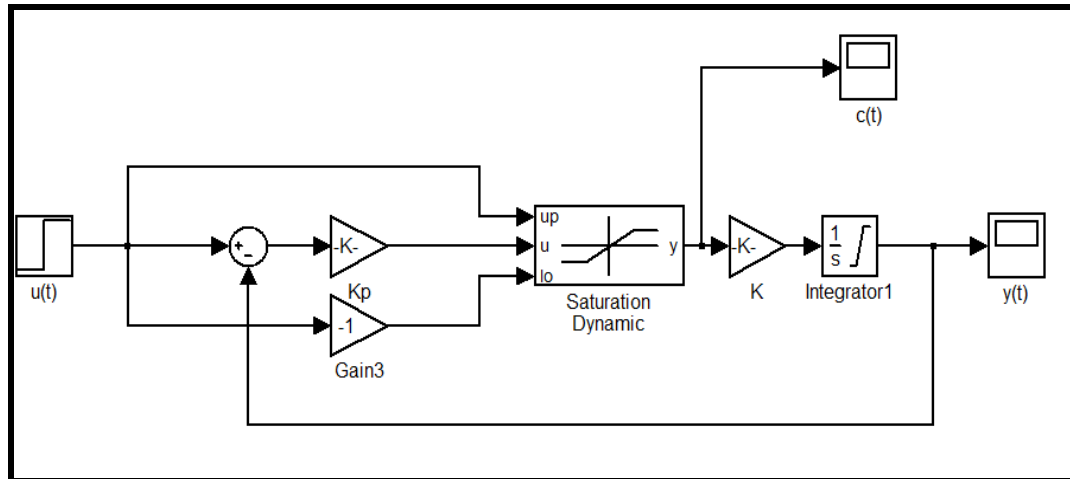 c(t)
u(t)
+
-
-K-
Kp
-1
Gain3
up
u
lo
y
Saturation
Dynamic
-K-
K
1
s
Integrator1
y(t)